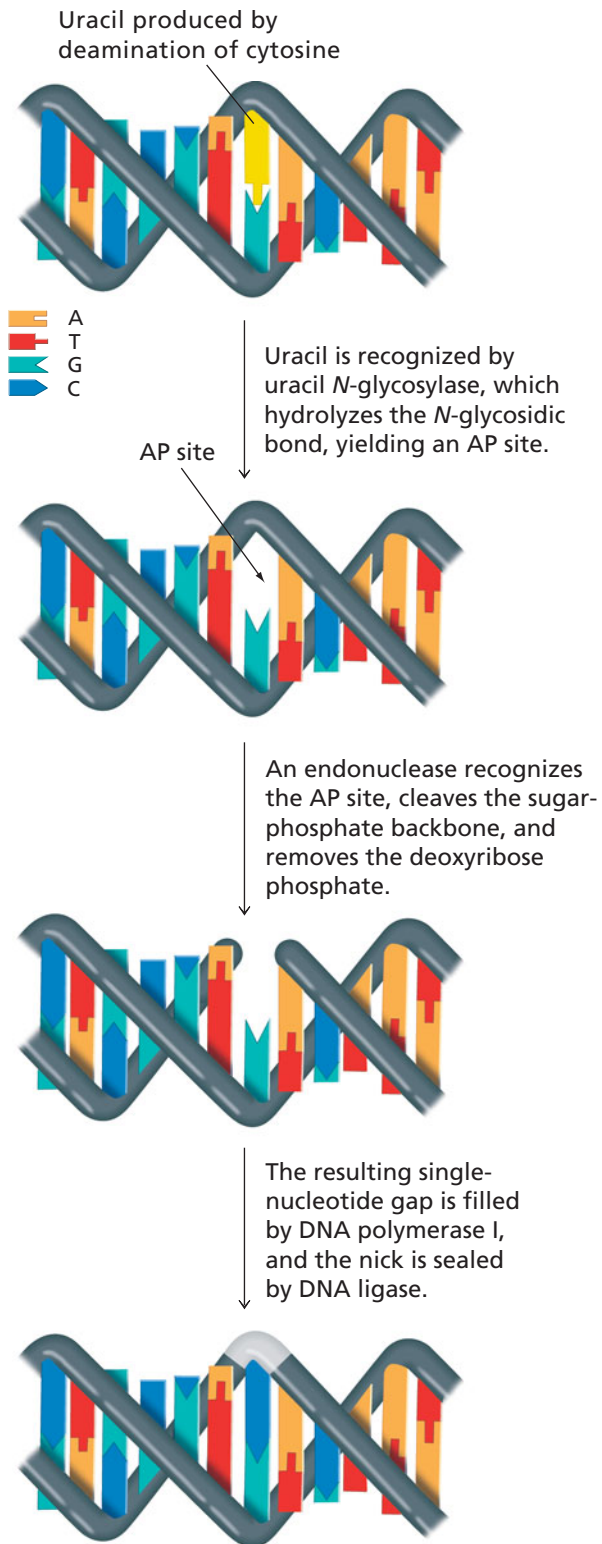 Uracil produced by
deamination of cytosine
A
T
G
C
Uracil is recognized by
uracil N-glycosylase, which
hydrolyzes the N-glycosidic
bond, yielding an AP site.
AP site
An endonuclease recognizes
the AP site, cleaves the sugar-
phosphate backbone, and
removes the deoxyribose
phosphate.
The resulting single-
nucleotide gap is filled
by DNA polymerase I,
and the nick is sealed
by DNA ligase.